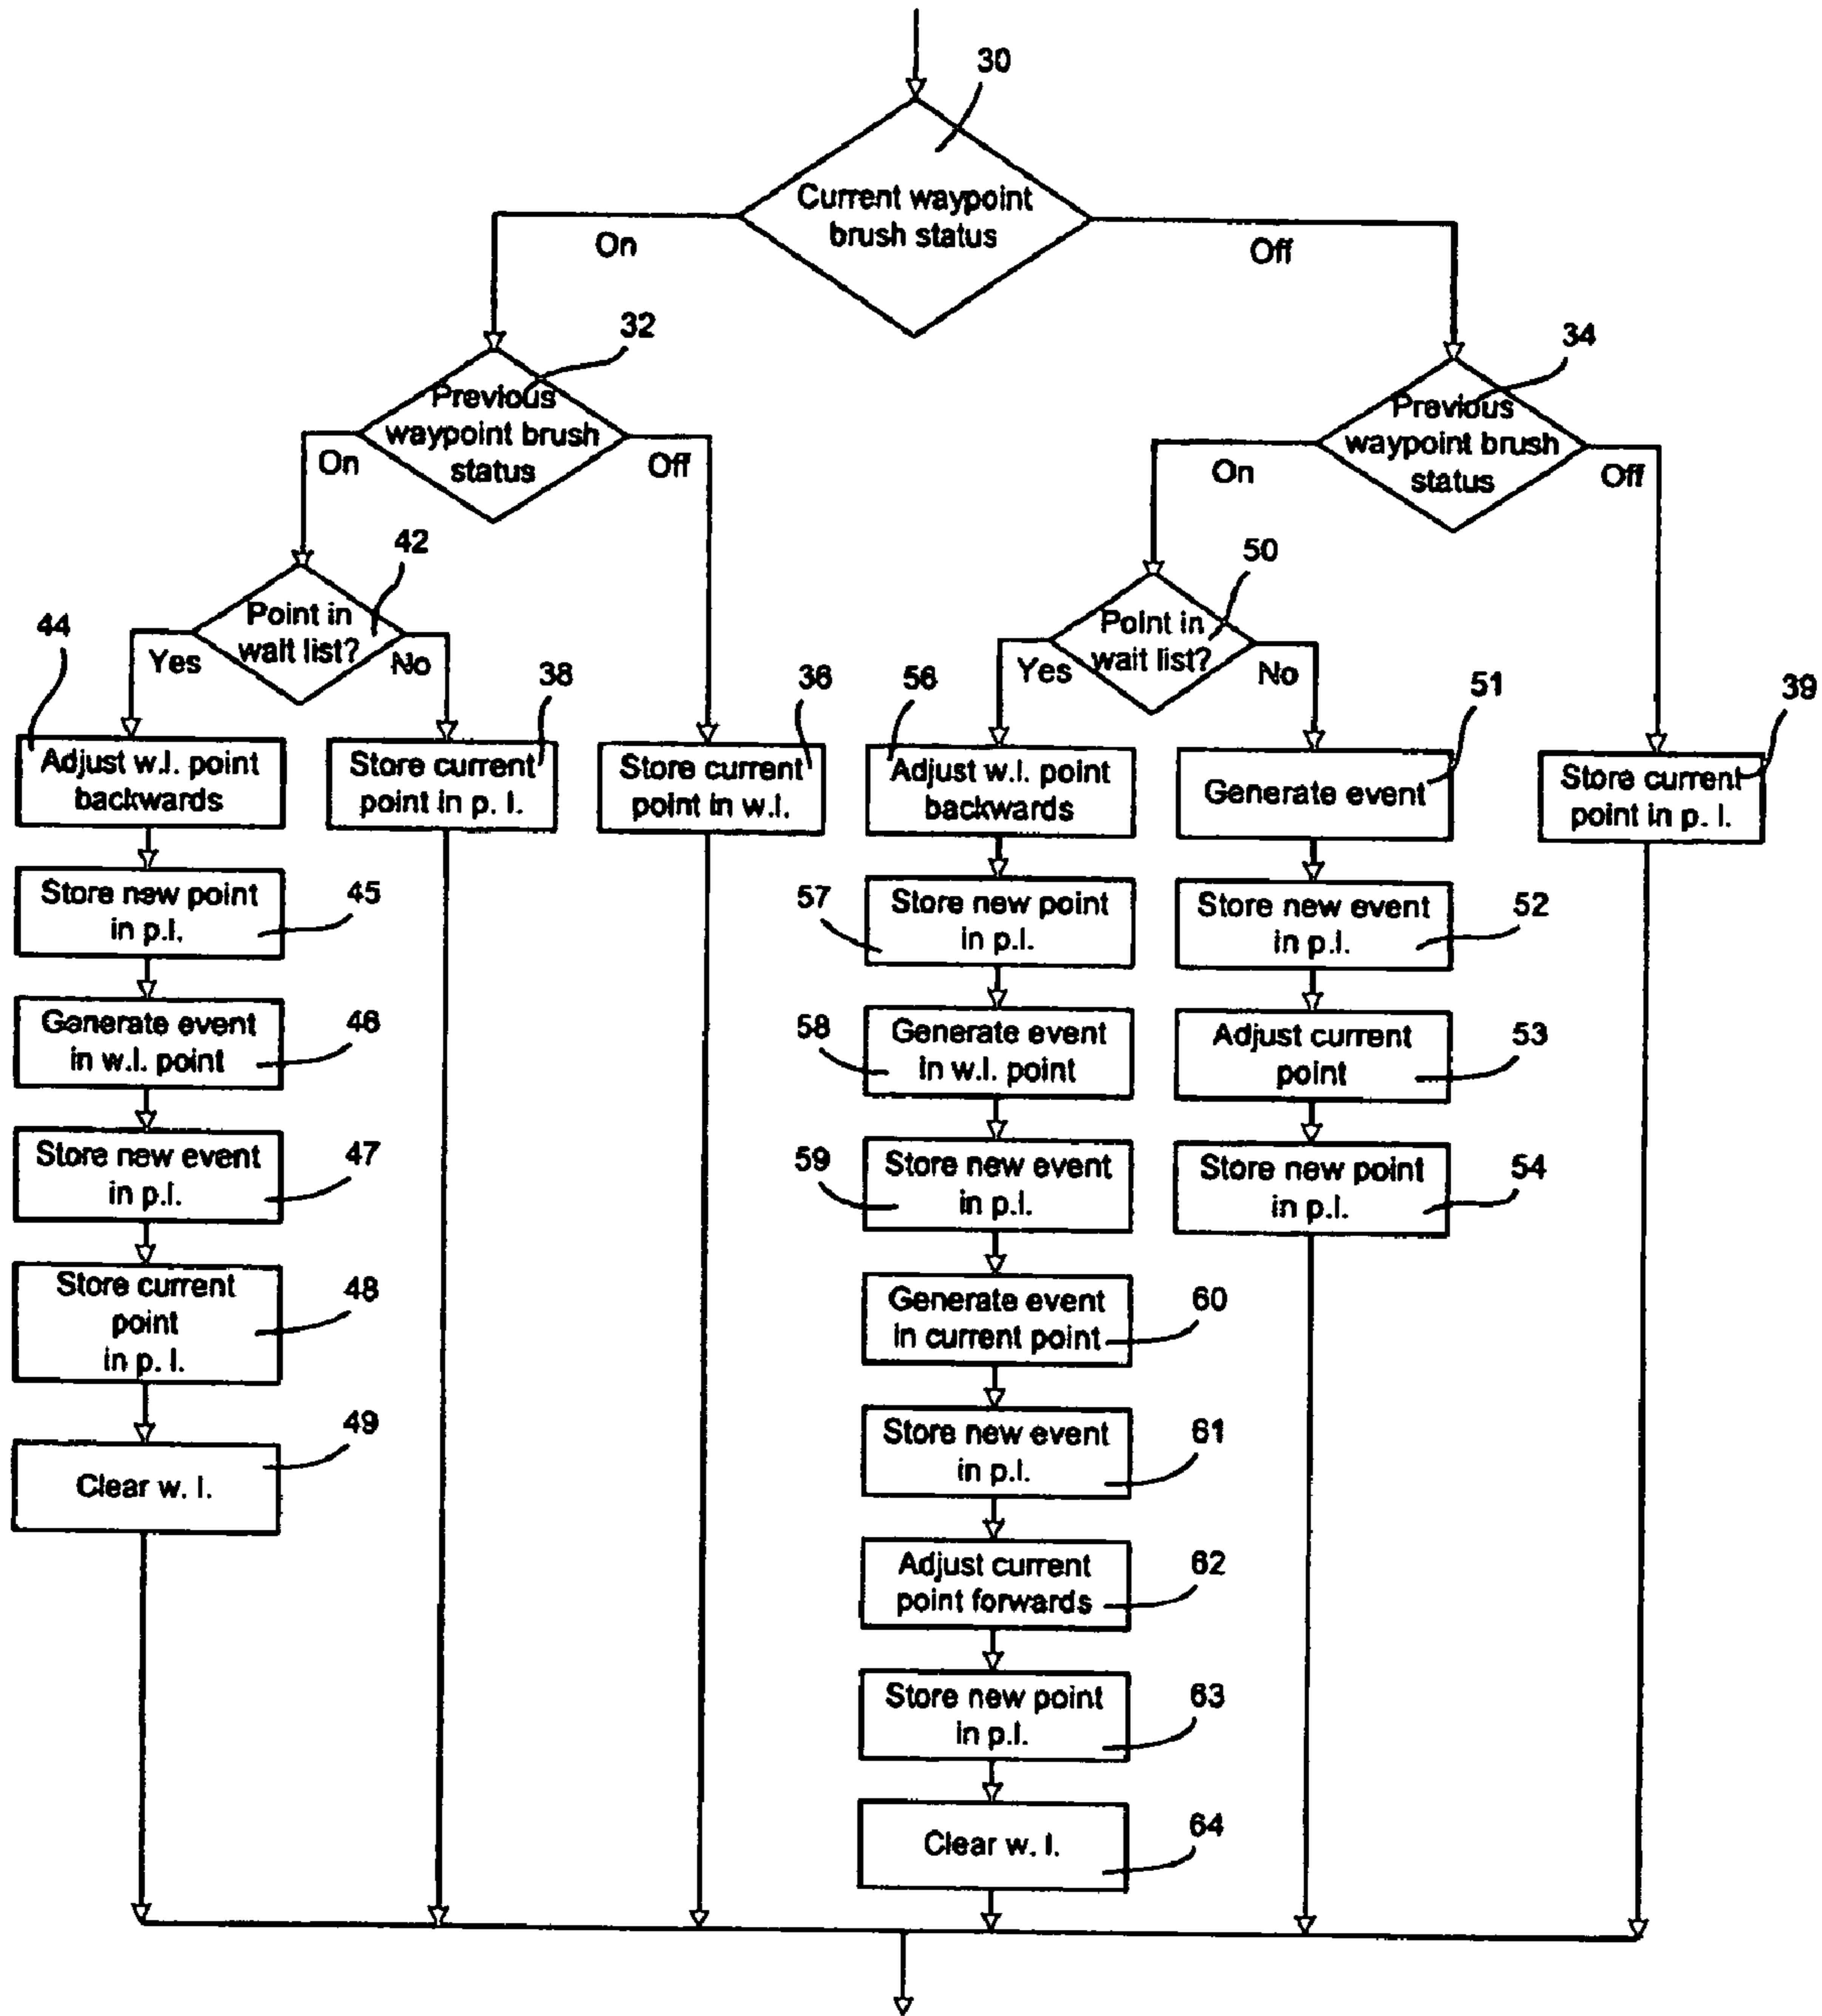 30
Current waypoint
brush status
On
Off
32
Previous
waypoint brush
status
On
Off
34
Previous
waypoint brush
status
On
Off
42
Point in
wait list?
Yes
No
50
Point in
wait list?
Yes
No
44
Adjust w.l. point
backwards
38
Store current
point in p. l.
36
Store current
point in w.l.
56
Adjust w.l. point
backwards
51
Generate event
39
Store current
point in p. l.
Store new point
in p.l.
45
Generate event
in w.l. point
46
Store new event
in p.l.
47
Store current
point
in p. l.
48
Clear w. l.
49
57
Store new point
in p.l.
58
Generate event
in w.l. point
59
Store new event
in p.l.
Generate event
in current point
60
Store new event
in p.l.
61
Adjust current
point forwards
62
Store new point
in p.l.
63
Clear w. l.
64
Store new event
in p.l.
52
Adjust current
point
53
Store new point
in p.l.
54